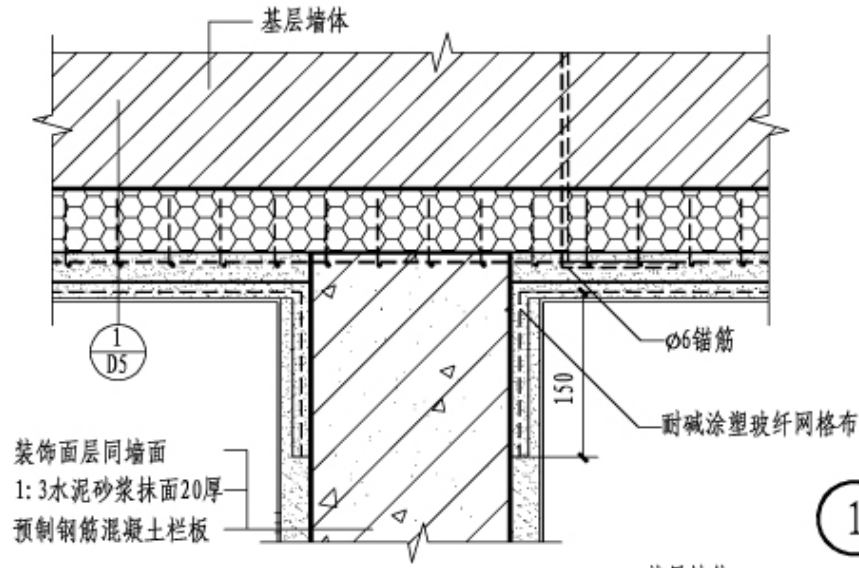 基层墙体
1
D5
ø6锚筋
150
耐碱涂塑玻纤网格布
装饰面层同墙面
1:3水泥砂浆抹面20厚
预制钢筋混凝土栏板
1